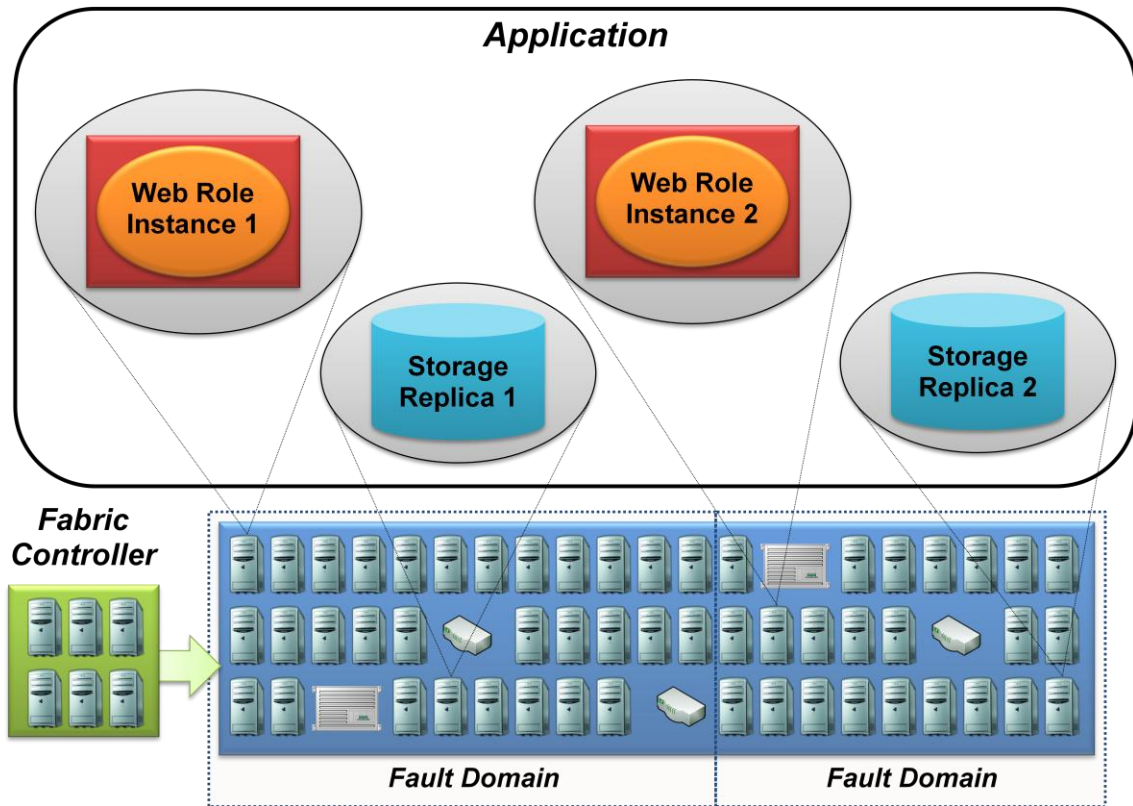 Application
Web Role
Instance 1
Web Role
Instance 2
Storage
Replica 1
Storage
Replica 2
Fabric
Controller
Fault Domain
Fault Domain